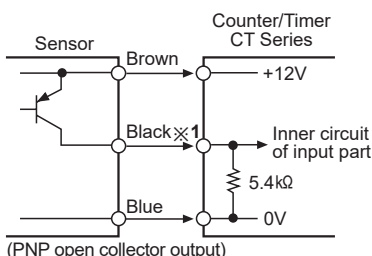 Counter/Timer
CT Series
Sensor
Brown
+12V
Black※1
Inner circuit
of input part
5.4kΩ
Blue
0V
(PNP open collector output)